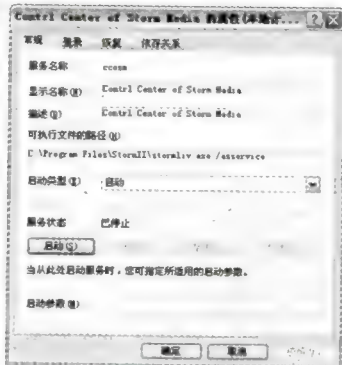 Contrl Center of Storm Media 的属性(本地计...
常规 登录 恢复 依存关系
服务名称 ccosm
显示名称(N) Contrl Center of Storm Media
描述(D) Contrl Center of Storm Media
可执行文件的路径(H)
C \Program Files\StormII\stormliv exe /asservice
启动类型(E) 自动
服务状态 已停止
启动(S)
当从此处启动服务时,您可指定所适用的启动参数。
启动参数(M)
确定 取消